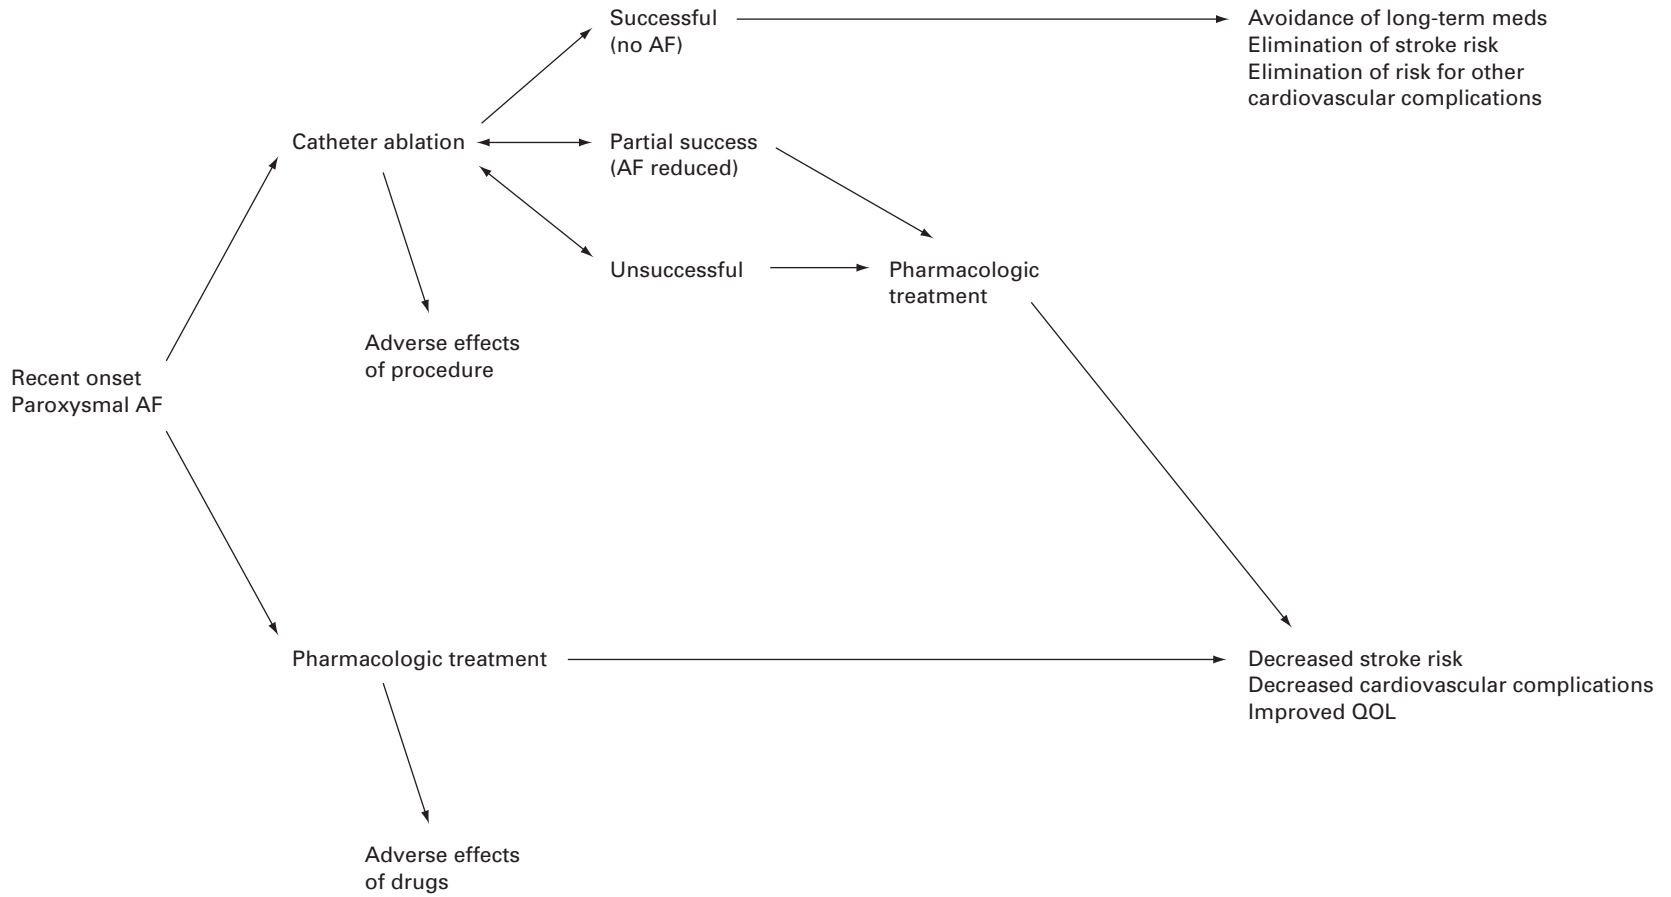 Successful
(no AF)
Avoidance of long-term meds
Elimination of stroke risk
Elimination of risk for other
cardiovascular complications
Catheter ablation
Partial success
(AF reduced)
Unsuccessful
Pharmacologic
treatment
Adverse effects
of procedure
Recent onset
Paroxysmal AF
Pharmacologic treatment
Decreased stroke risk
Decreased cardiovascular complications
Improved QOL
Adverse effects
of drugs